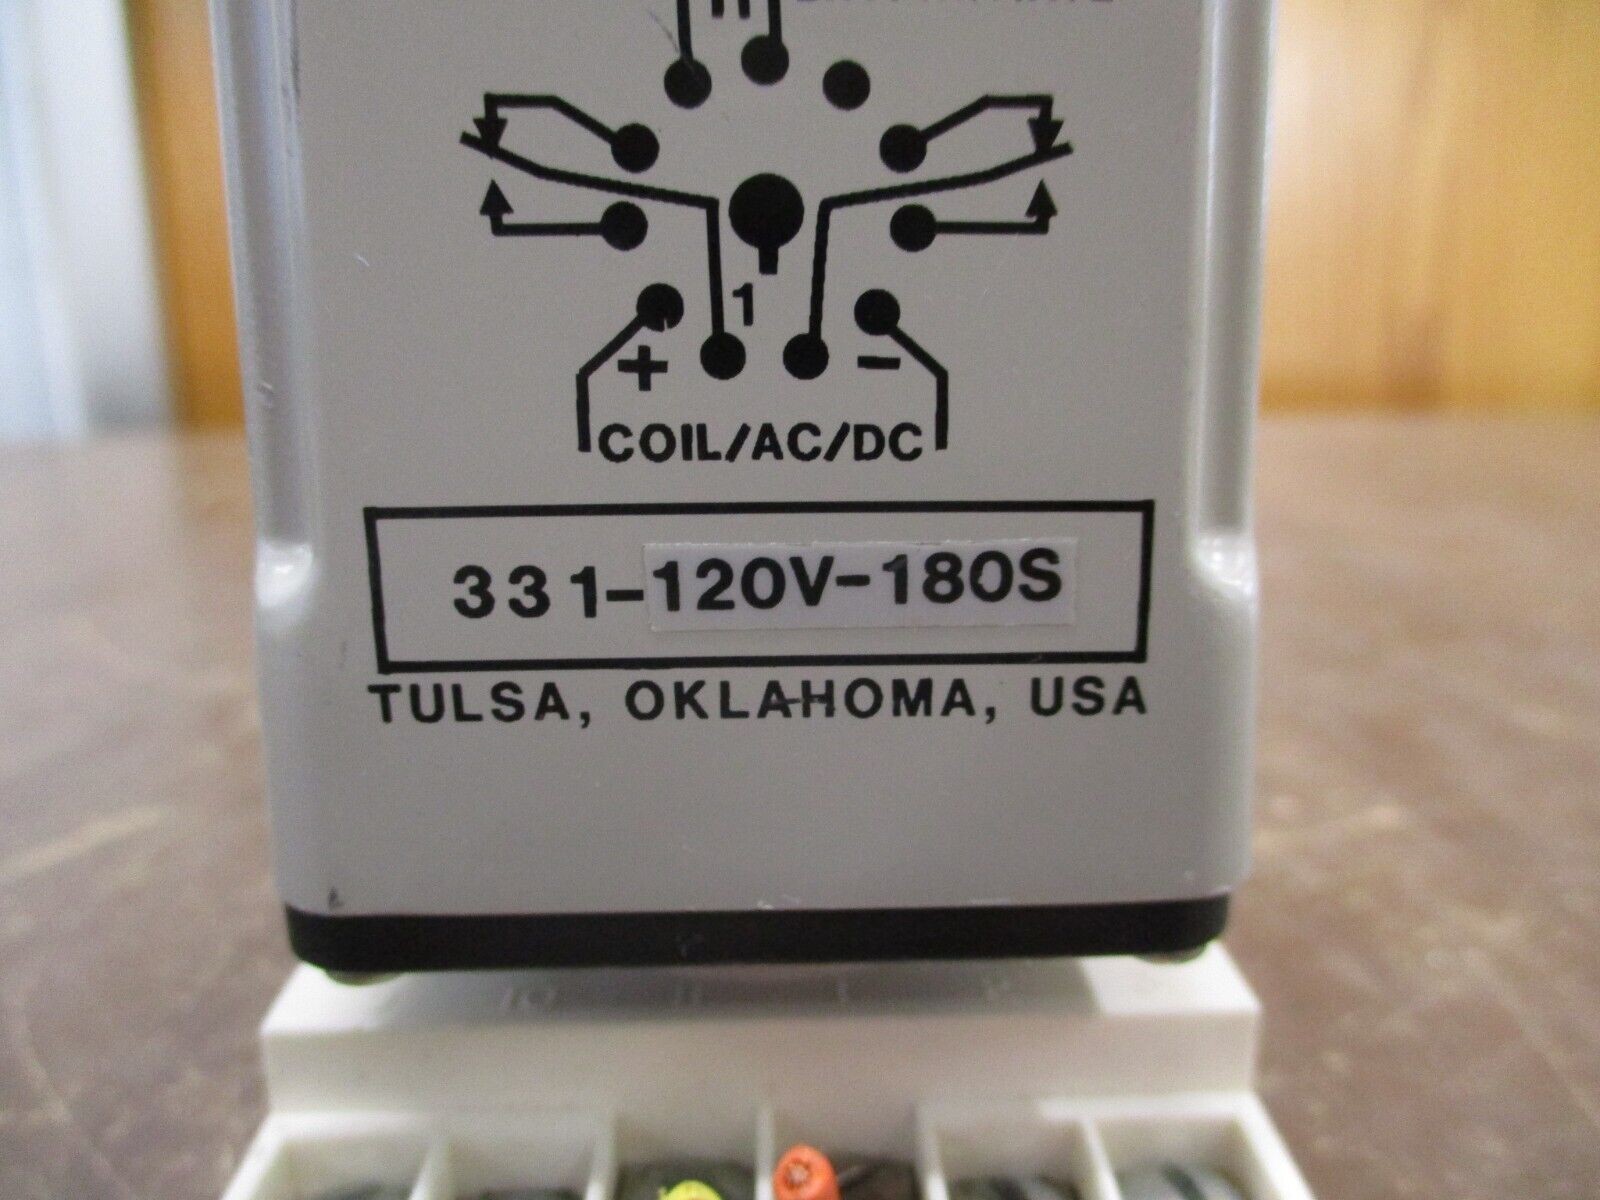 1
+ -
COIL/AC/DC
331-120V-180S
TULSA, OKLAHOMA, USA